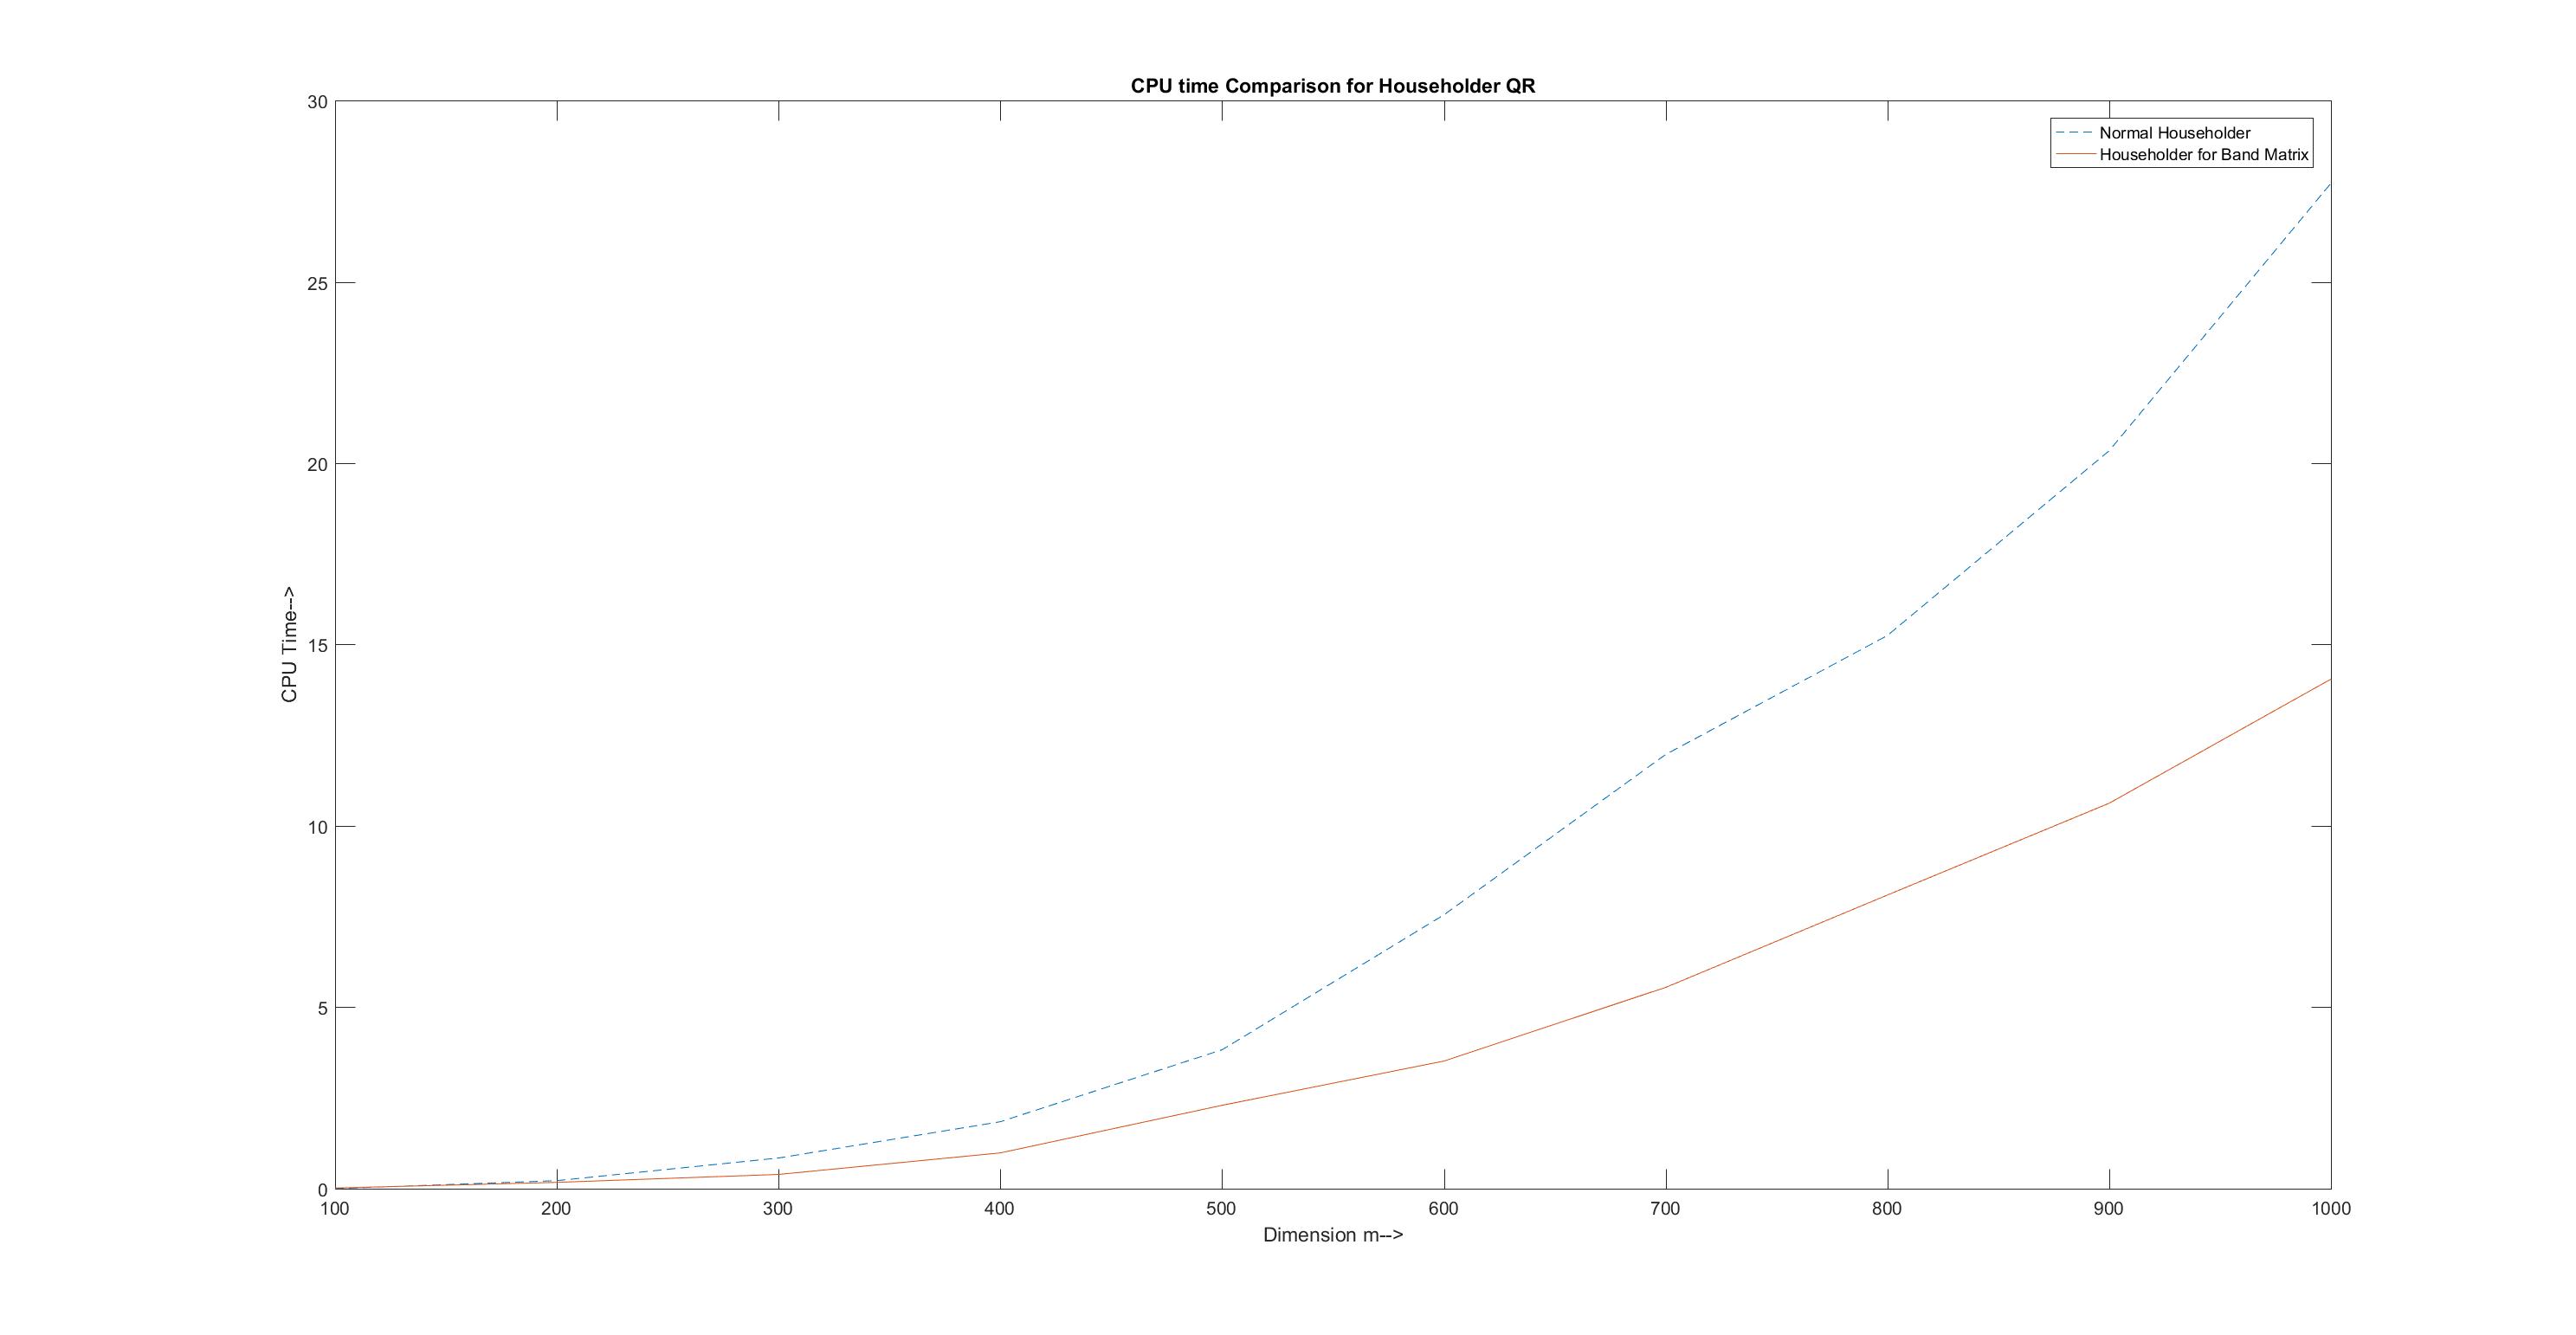 CPU time Comparison for Householder QR
30
25
20
15
10
5
0
CPU Time-->
Normal Householder
Householder for Band Matrix
100 200 300 400 500 600 700 800 900 1000
Dimension m-->